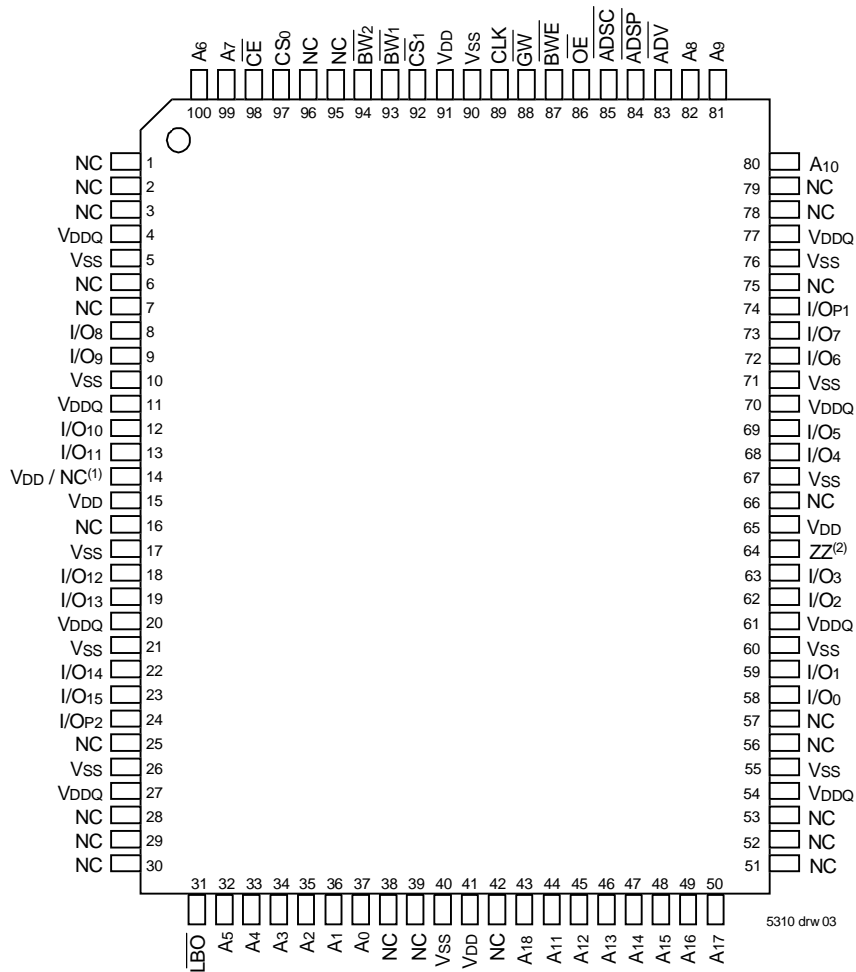 A6 A7 CE CS0 NC NC BW2 BW1 CS1 VDD VSS CLK GW BWE OE ADSC ADSP ADV A8 A9
100 99 98 97 96 95 94 93 92 91 90 89 88 87 86 85 84 83 82 81
NC 1
NC 2
NC 3
VDDQ 4
VSS 5
NC 6
NC 7
I/O8 8
I/O9 9
VSS 10
VDDQ 11
I/O10 12
I/O11 13
VDD / NC(1) 14
VDD 15
NC 16
VSS 17
I/O12 18
I/O13 19
VDDQ 20
VSS 21
I/O14 22
I/O15 23
I/OP2 24
NC 25
VSS 26
VDDQ 27
NC 28
NC 29
NC 30
80 A10
79 NC
78 NC
77 VDDQ
76 VSS
75 NC
74 I/OP1
73 I/O7
72 I/O6
71 VSS
70 VDDQ
69 I/O5
68 I/O4
67 VSS
66 NC
65 VDD
64 ZZ(2)
63 I/O3
62 I/O2
61 VDDQ
60 VSS
59 I/O1
58 I/O0
57 NC
56 NC
55 VSS
54 VDDQ
53 NC
52 NC
51 NC
31 32 33 34 35 36 37 38 39 40 41 42 43 44 45 46 47 48 49 50
LBO A5 A4 A3 A2 A1 A0 NC NC VSS VDD NC A18 A11 A12 A13 A14 A15 A16 A17
5310 drw 03